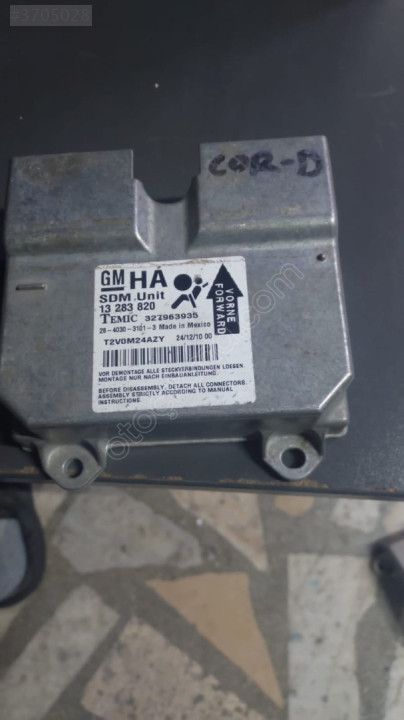 #3705028
COR-D
GM HA
SDM Unit
13 283 820
TEMIC 327963935
28-4030-3101-3 Made in Mexico
T2V0M24AZY 24/12/10 00
VORNE
FORWARD
VOR DEMONTAGE ALLE STECKVERBINDUNGEN LOESEN.
MONTAGE NUR NACH EINBAUANLEITUNG.
BEFORE DISASSEMBLY, DETACH ALL CONNECTORS.
ASSEMBLY STRICTLY ACCORDING TO MANUAL
INSTRUCTIONS.